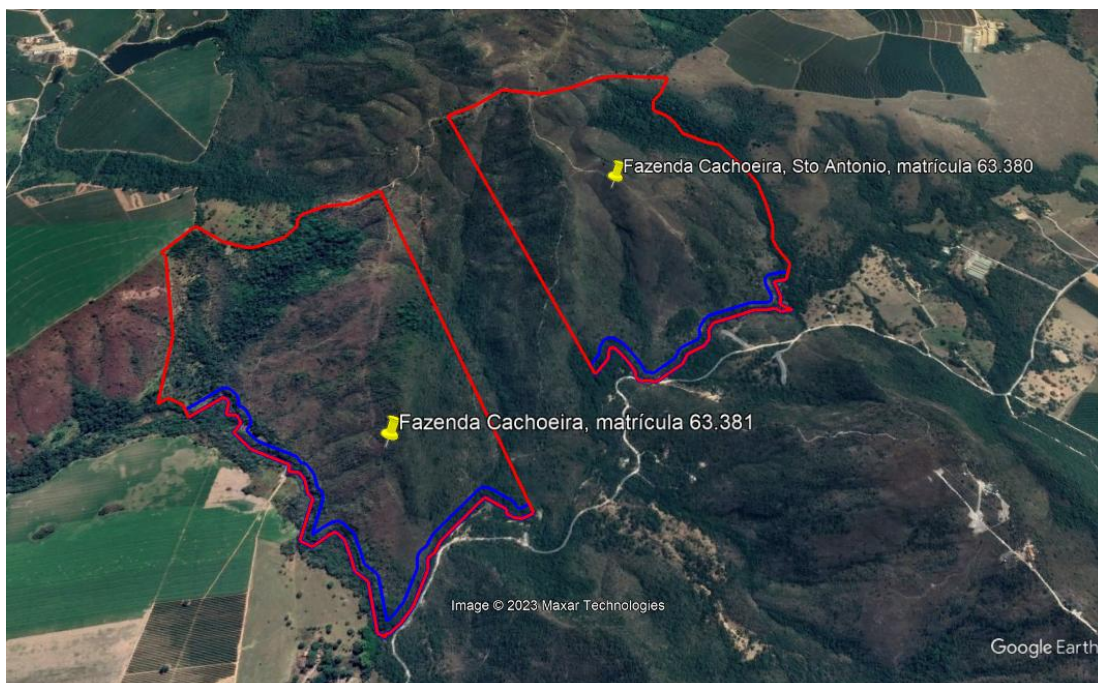 Fazenda Cachoeira, Sto Antonio, matrícula 63.380
Fazenda Cachoeira, matrícula 63.381
Image © 2023 Maxar Technologies
Google Earth